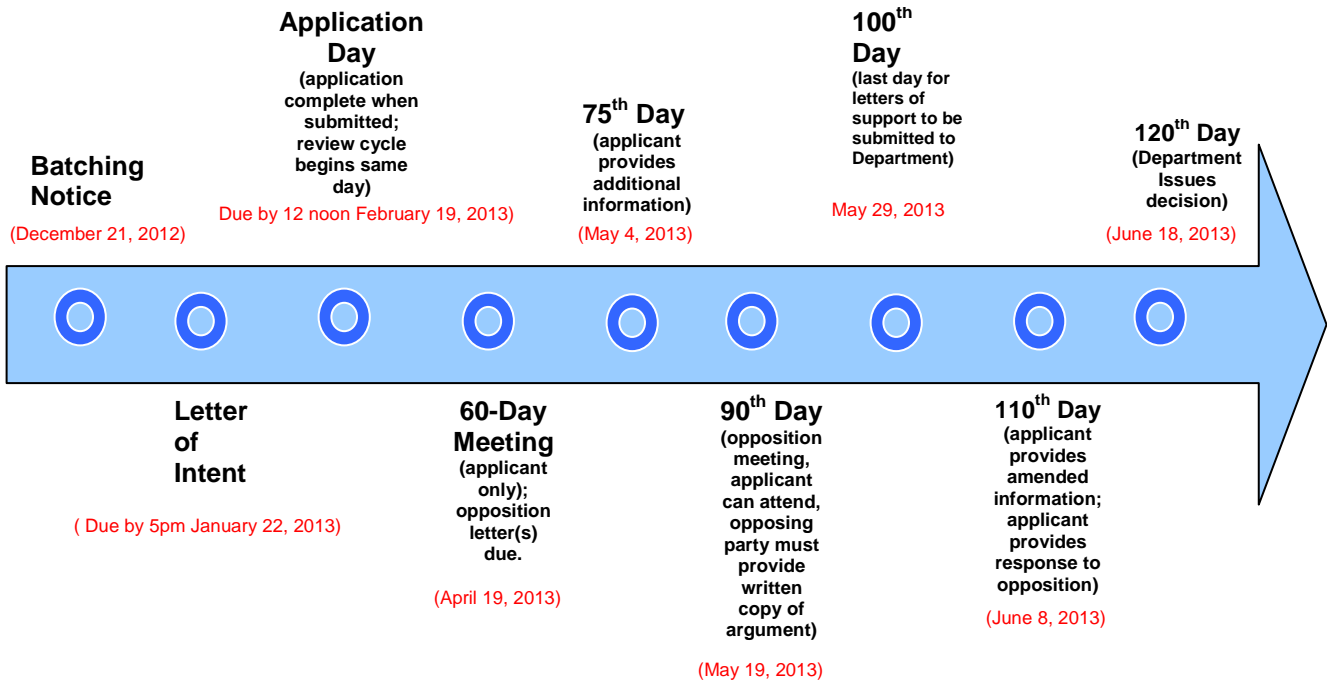 Batching
Notice
(December 21, 2012)
Letter
of
Intent
( Due by 5pm January 22, 2013)
Application
Day
(application
complete when
submitted;
review cycle
begins same
day)
Due by 12 noon February 19, 2013)
60-Day
Meeting
(applicant
only);
opposition
letter(s)
due.
(April 19, 2013)
75th Day
(applicant
provides
additional
information)
(May 4, 2013)
90th Day
(opposition
meeting,
applicant
can attend,
opposing
party must
provide
written
copy of
argument)
(May 19, 2013)
100th
Day
(last day for
letters of
support to be
submitted to
Department)
May 29, 2013
110th Day
(applicant
provides
amended
information;
applicant
provides
response to
opposition)
(June 8, 2013)
120th Day
(Department
Issues
decision)
(June 18, 2013)